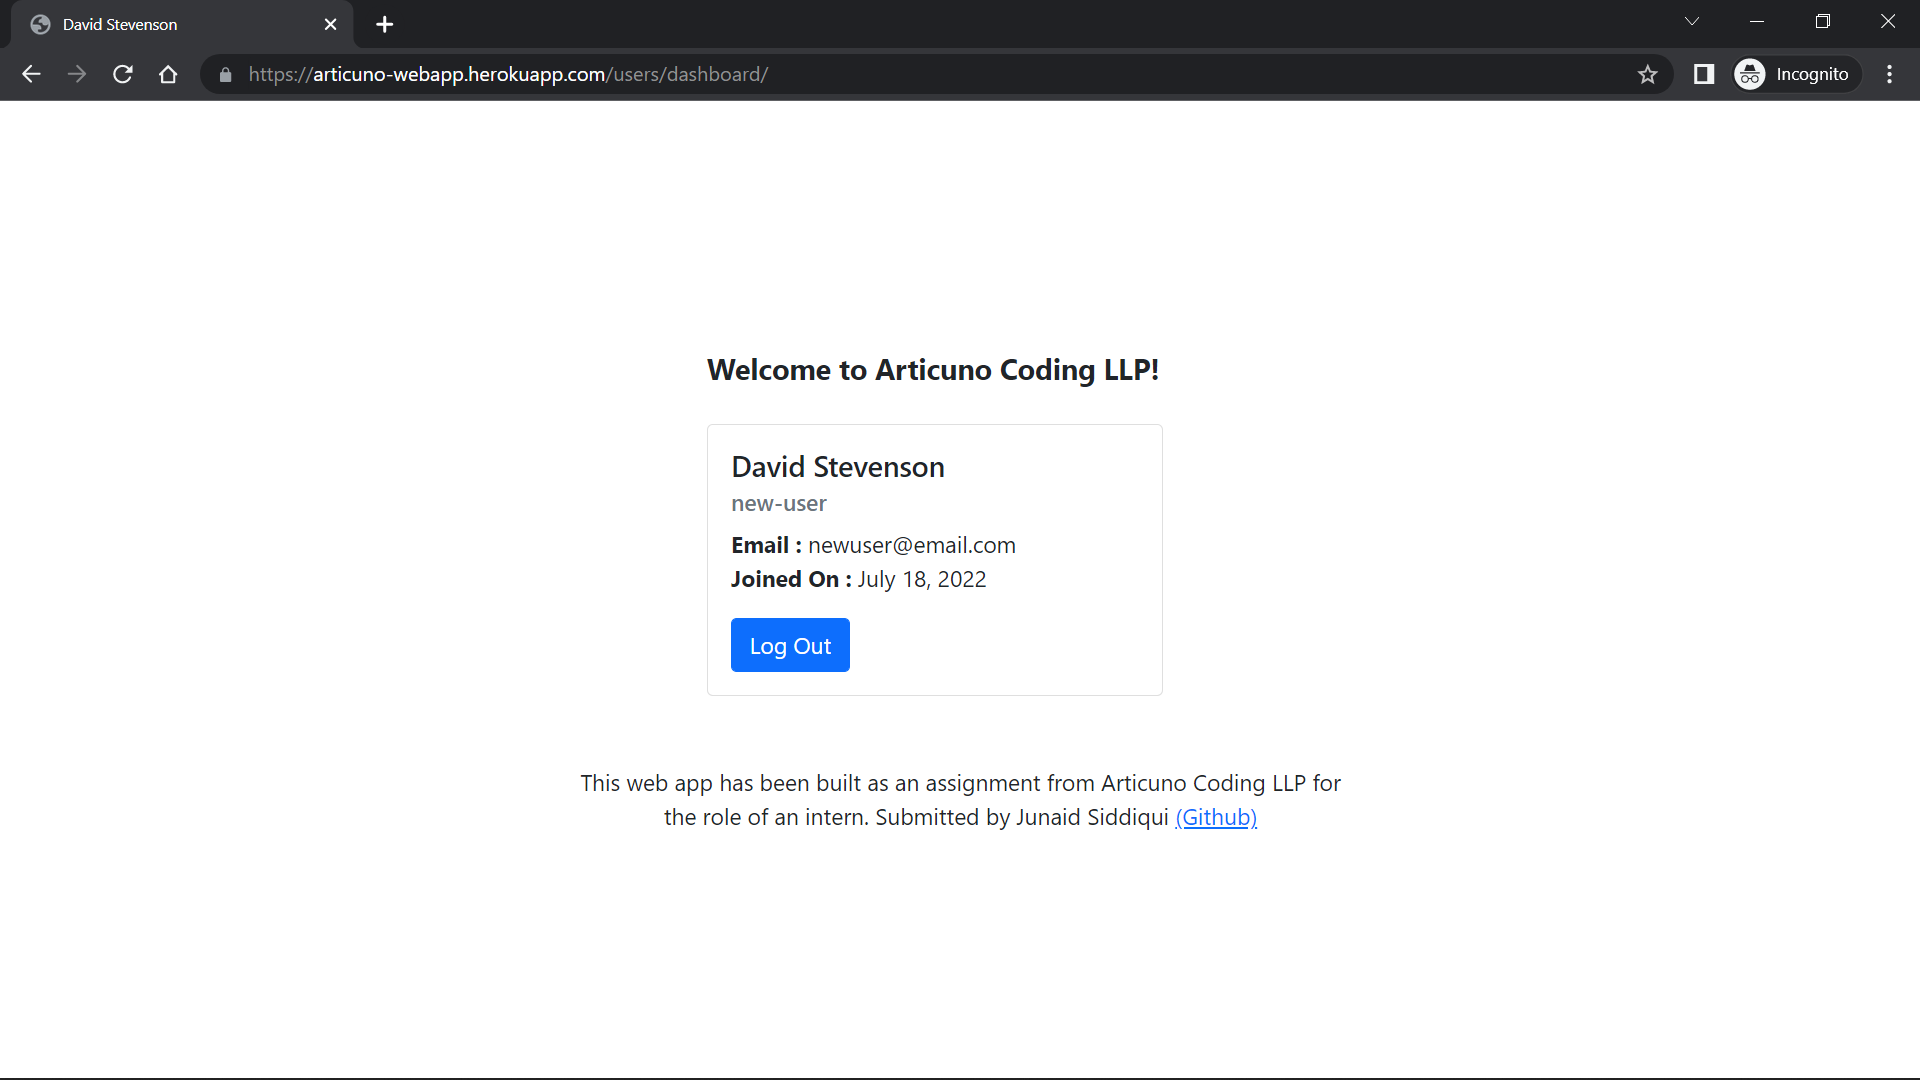 David Stevenson
https://articuno-webapp.herokuapp.com/users/dashboard/
Incognito
Welcome to Articuno Coding LLP!
David Stevenson
new-user
Email : newuser@email.com
Joined On : July 18, 2022
Log Out
This web app has been built as an assignment from Articuno Coding LLP for
the role of an intern. Submitted by Junaid Siddiqui (Github)